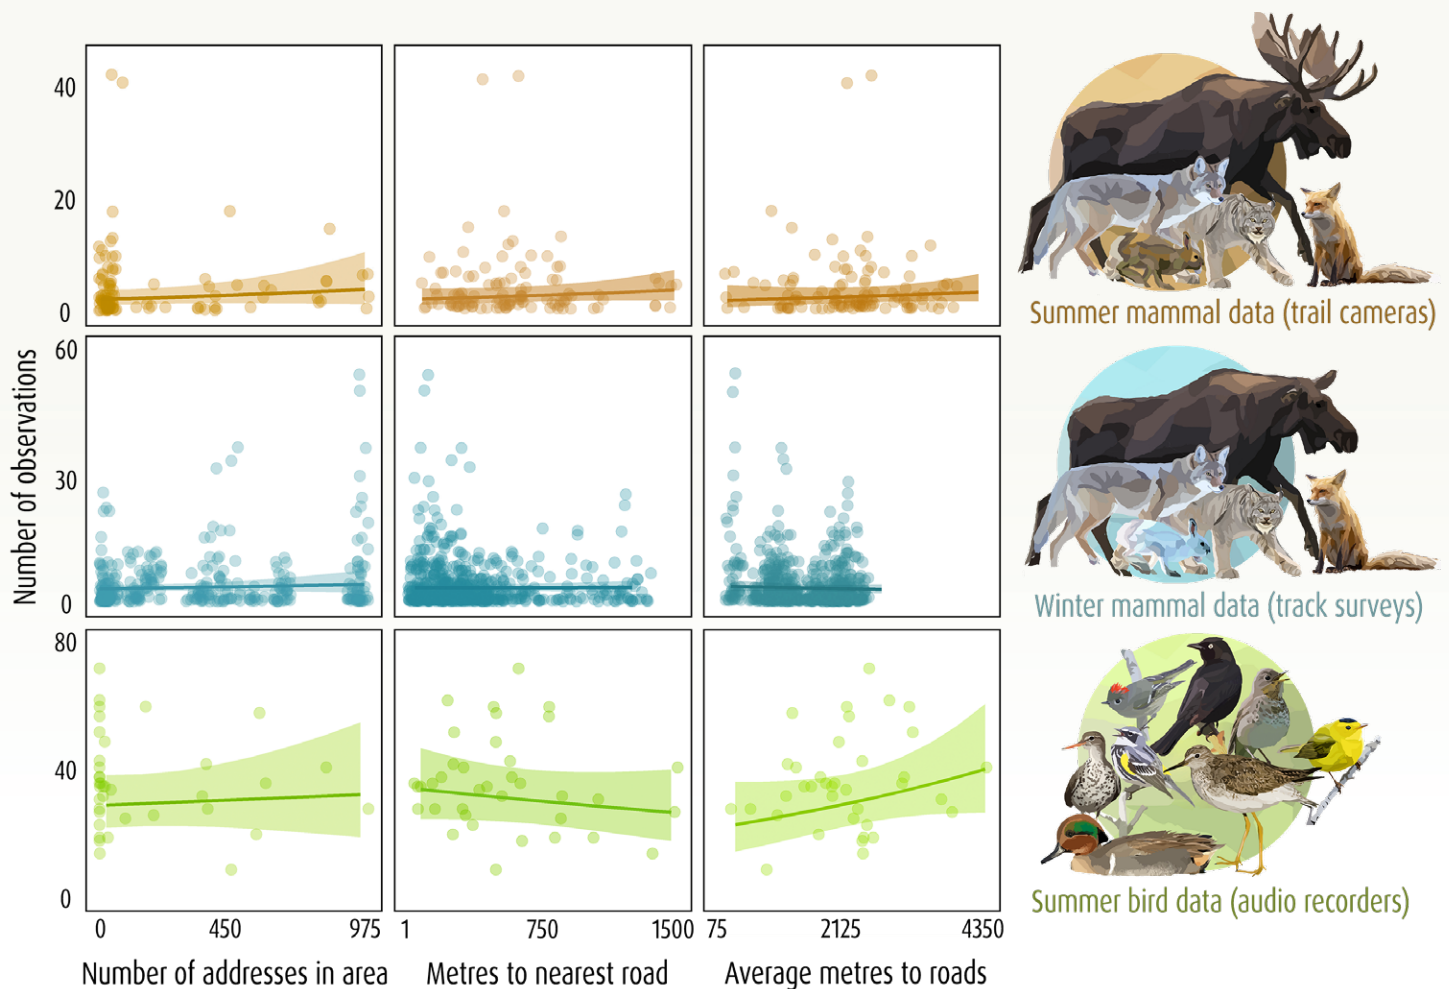 40
20
0
Summer mammal data (trail cameras)
60
30
0
Number of observations
Winter mammal data (track surveys)
80
40
0
Summer bird data (audio recorders)
0 450 975 1 750 1500 75 2125 4350
Number of addresses in area Metres to nearest road Average metres to roads